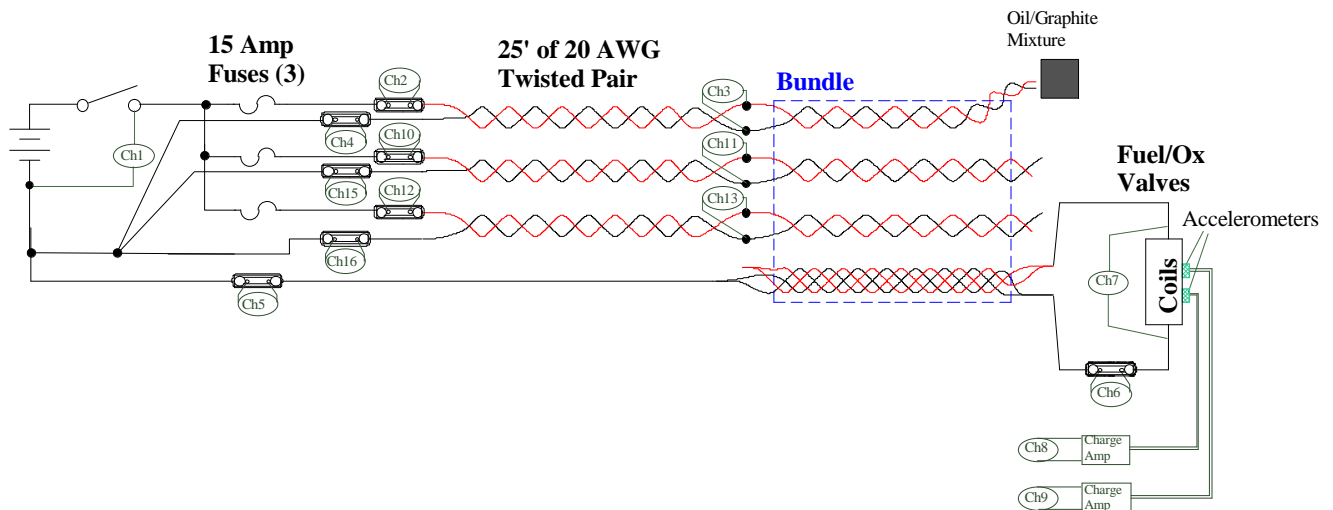 Oil/Graphite
Mixture
15 Amp
Fuses (3)
25' of 20 AWG
Twisted Pair
Bundle
Ch2
Ch3
Ch4
Ch1
Ch10
Ch11
Ch15
Ch12
Ch13
Ch16
Ch5
Fuel/Ox
Valves
Accelerometers
Ch7
Coils
Ch6
Ch8
Charge
Amp
Ch9
Charge
Amp